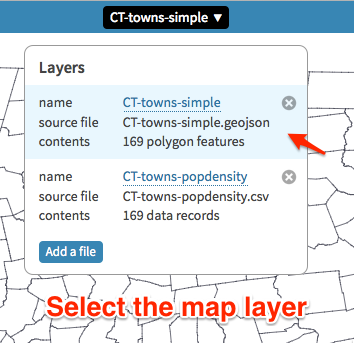 CT-towns-simple ▼
Layers
name CT-towns-simple
source file CT-towns-simple.geojson
contents 169 polygon features
name CT-towns-popdensity
source file CT-towns-popdensity.csv
contents 169 data records
Add a file
Select the map layer